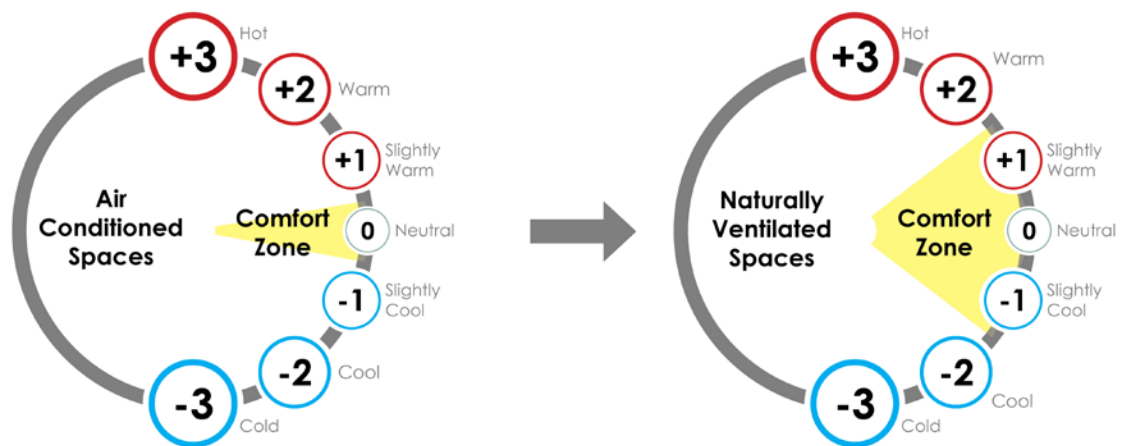 +3
Hot
+2
Warm
+1
Slightly
Warm
Air
Conditioned
Spaces
Comfort
Zone
0
Neutral
-1
Slightly
Cool
-2
Cool
-3
Cold
+3
Hot
+2
Warm
+1
Slightly
Warm
Naturally
Ventilated
Spaces
Comfort
Zone
0
Neutral
-1
Slightly
Cool
-2
Cool
-3
Cold